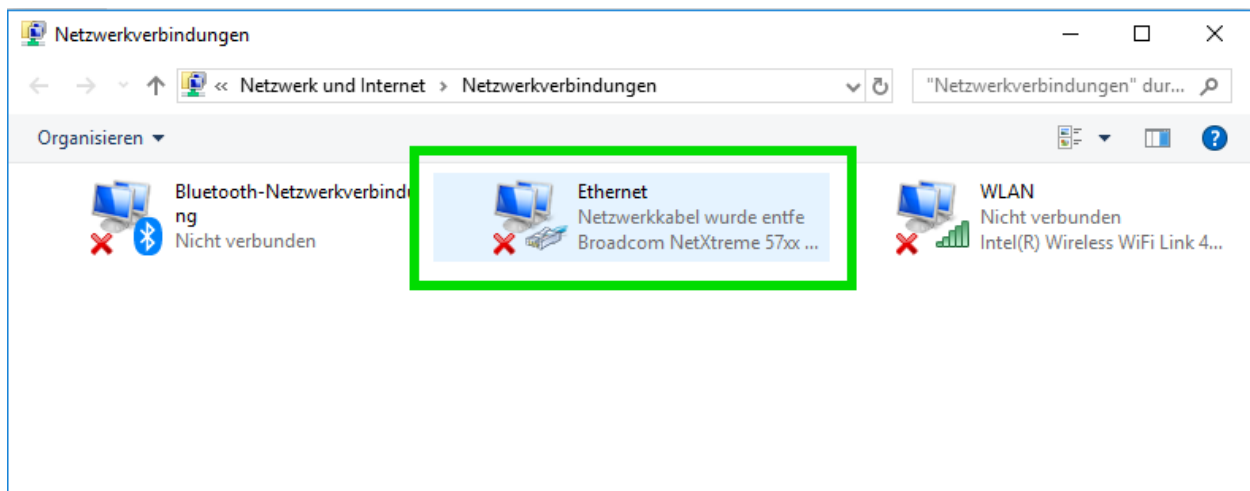 Netzwerkverbindungen
« Netzwerk und Internet › Netzwerkverbindungen
"Netzwerkverbindungen" dur...
Organisieren
?
Bluetooth-Netzwerkverbindu
ng
Nicht verbunden
Ethernet
Netzwerkkabel wurde entfe
Broadcom NetXtreme 57xx ...
WLAN
Nicht verbunden
Intel(R) Wireless WiFi Link 4...